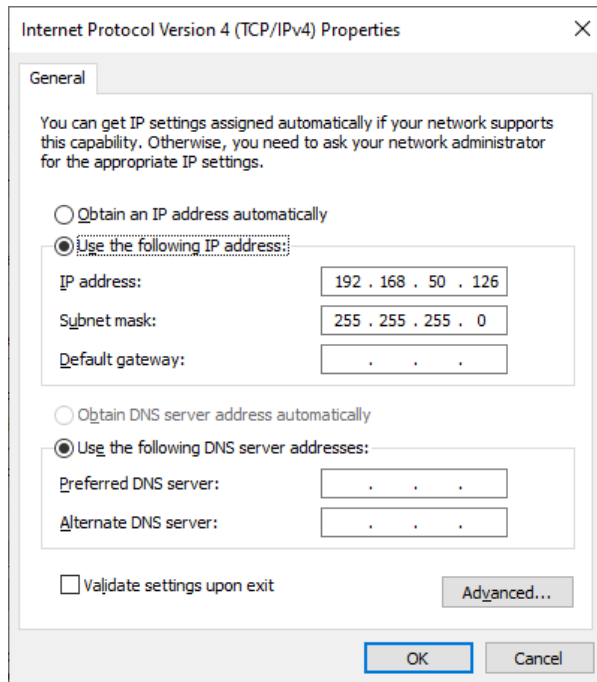 Internet Protocol Version 4 (TCP/IPv4) Properties
General
You can get IP settings assigned automatically if your network supports
this capability. Otherwise, you need to ask your network administrator
for the appropriate IP settings.
Obtain an IP address automatically
Use the following IP address:
IP address: 192 . 168 . 50 . 126
Subnet mask: 255 . 255 . 255 . 0
Default gateway: . . .
Obtain DNS server address automatically
Use the following DNS server addresses:
Preferred DNS server: . . .
Alternate DNS server: . . .
Validate settings upon exit
Advanced...
OK Cancel